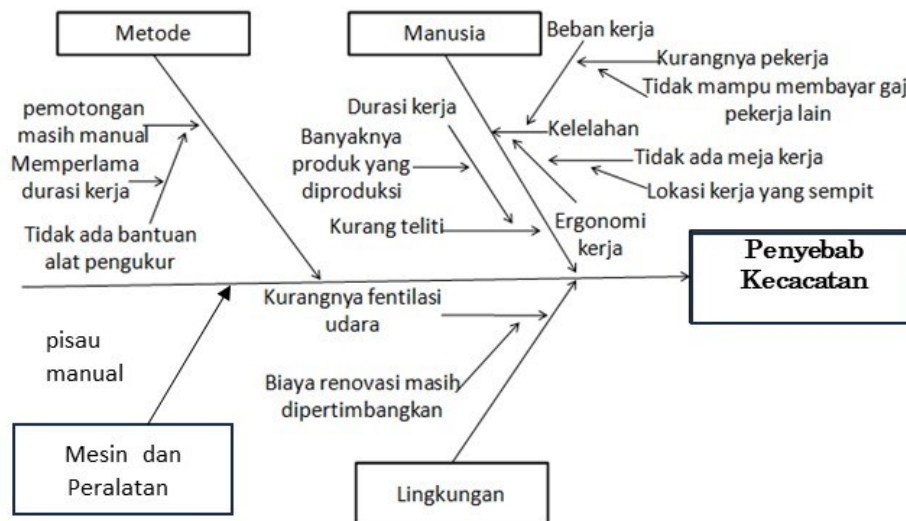 Metode
Manusia
Beban kerja
Kurangnya pekerja
Tidak mampu membayar gaj
pekerja lain
Durasi kerja
pemotongan
masih manual
Banyaknya
produk yang
diproduksi
Kelelahan
Tidak ada meja kerja
Memperlama
durasi kerja
Lokasi kerja yang sempit
Kurang teliti
Ergonomi
kerja
Tidak ada bantuan
alat pengukur
Penyebab
Kecacatan
Kurangnya fentilasi
udara
pisau
manual
Biaya renovasi masih
dipertimbangkan
Mesin dan
Peralatan
Lingkungan